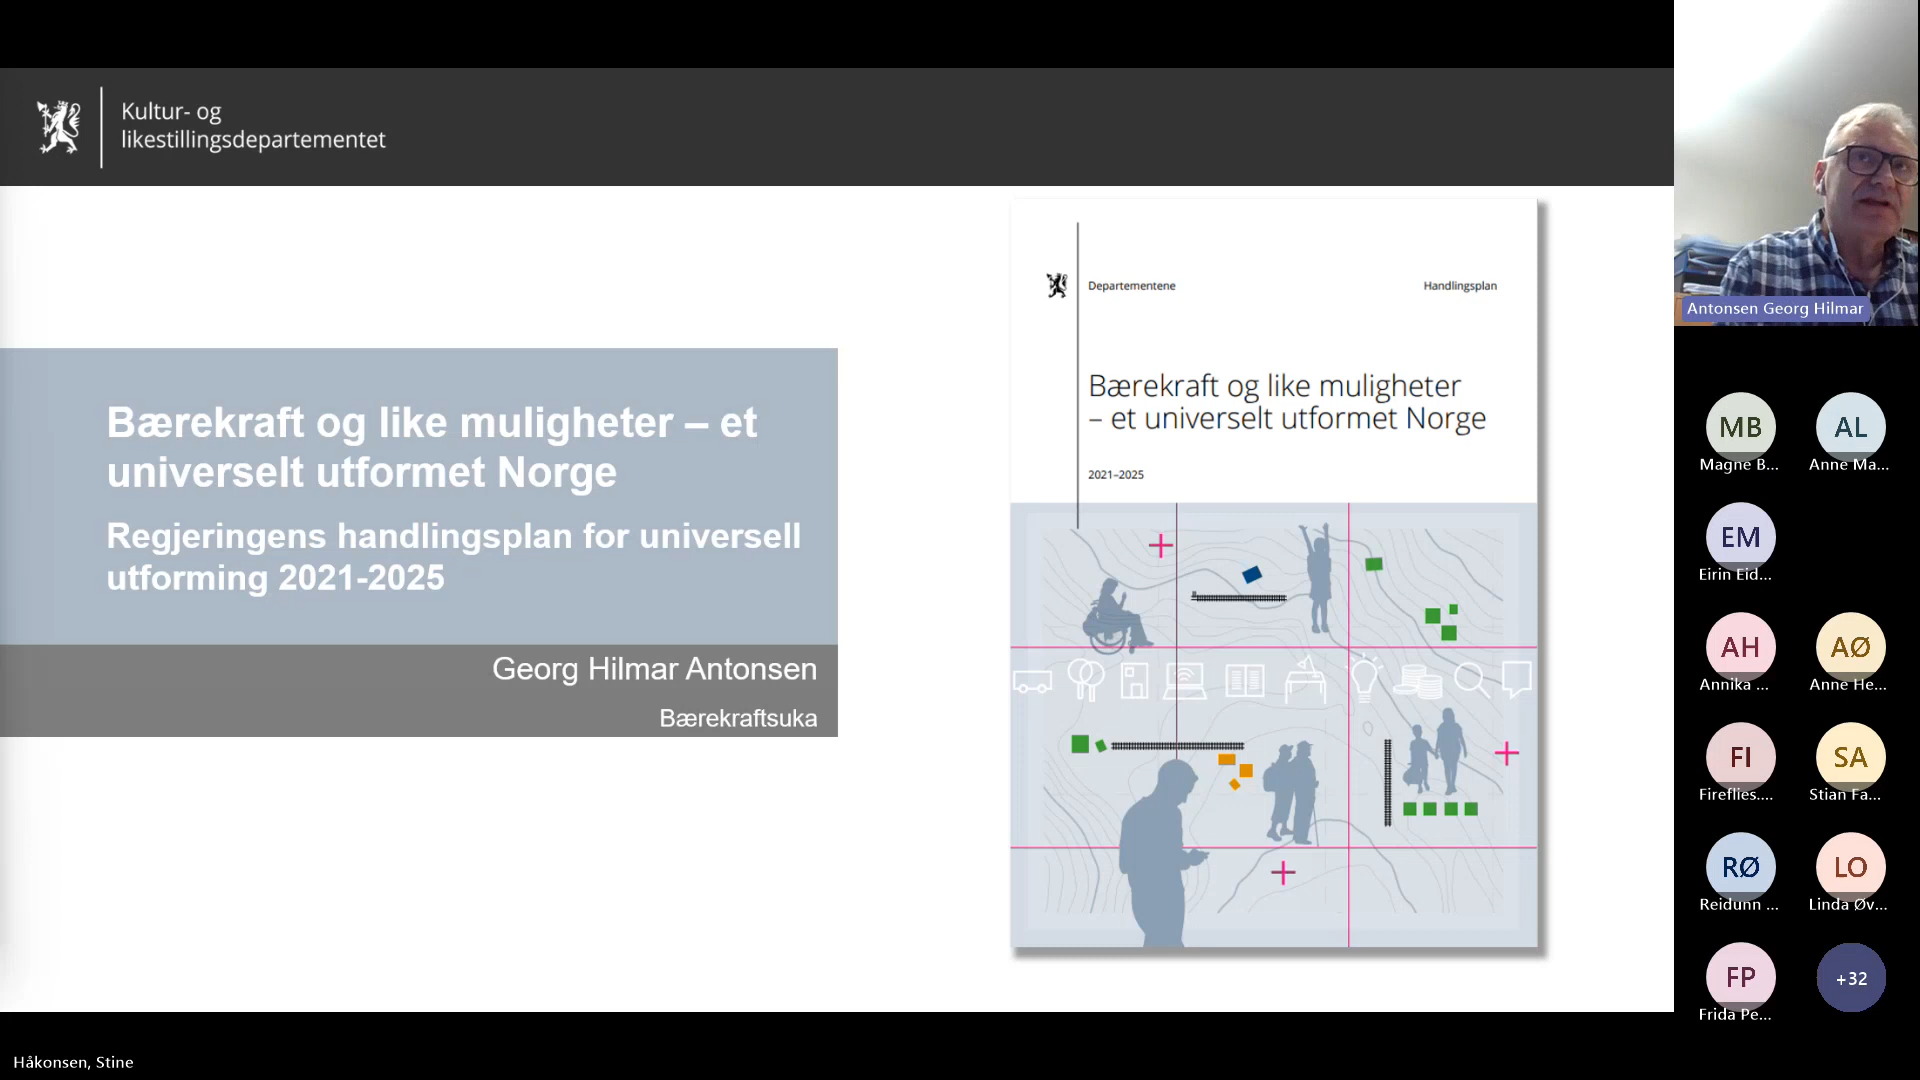 Kultur- og
likestillingsdepartementet
Bærekraft og like muligheter – et
universelt utformet Norge
Regjeringens handlingsplan for universell
utforming 2021-2025
Georg Hilmar Antonsen
Bærekraftsuka
Departementene
Handlingsplan
Bærekraft og like muligheter
– et universelt utformet Norge
2021–2025
Antonsen Georg Hilmar
MB
Magne B...
AL
Anne Ma...
EM
Eirin Eid...
AH
Annika ...
AØ
Anne He...
FI
Fireflies....
SA
Stian Fa...
RØ
Reidunn ...
LO
Linda Øv...
FP
Frida Pe...
+32
Håkonsen, Stine